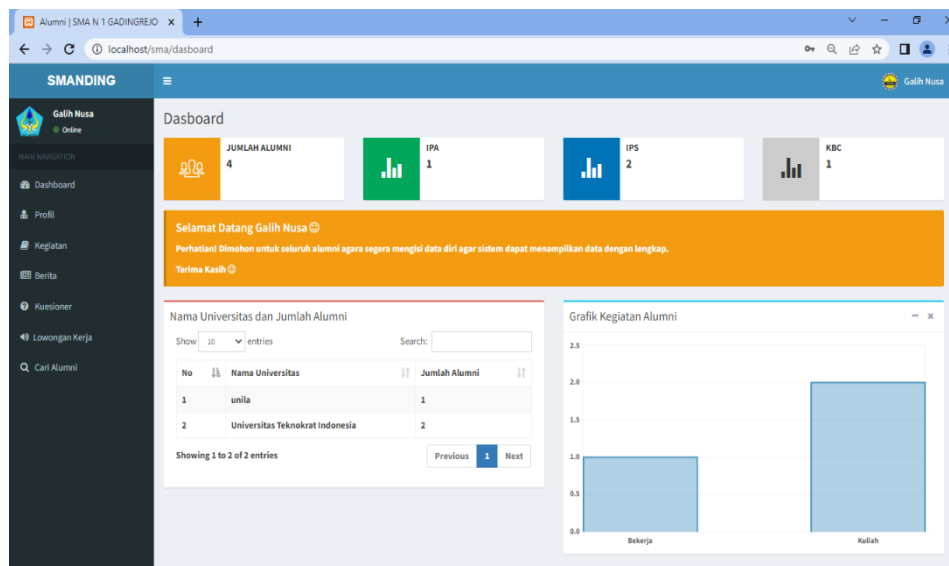 Alumni | SMA N 1 GADINGREJO
localhost/sma/dasboard
SMANDING
Galih Nusa
Galih Nusa
Online
MAIN NAVIGATION
Dashboard
Profil
Kegiatan
Berita
Kuesioner
Lowongan Kerja
Cari Alumni
Dasboard
JUMLAH ALUMNI
4
IPA
1
IPS
2
KBC
1
Selamat Datang Galih Nusa
Perhatian! Dimohon untuk seluruh alumni agara segera mengisi data diri agar sistem dapat menampilkan data dengan lengkap.
Terima Kasih
Nama Universitas dan Jumlah Alumni
Show 10 entries Search:
No Nama Universitas Jumlah Alumni
1 unila 1
2 Universitas Teknokrat Indonesia 2
Showing 1 to 2 of 2 entries Previous 1 Next
Grafik Kegiatan Alumni
2.5
2.0
1.5
1.0
0.5
0.0
Bekerja Kuliah